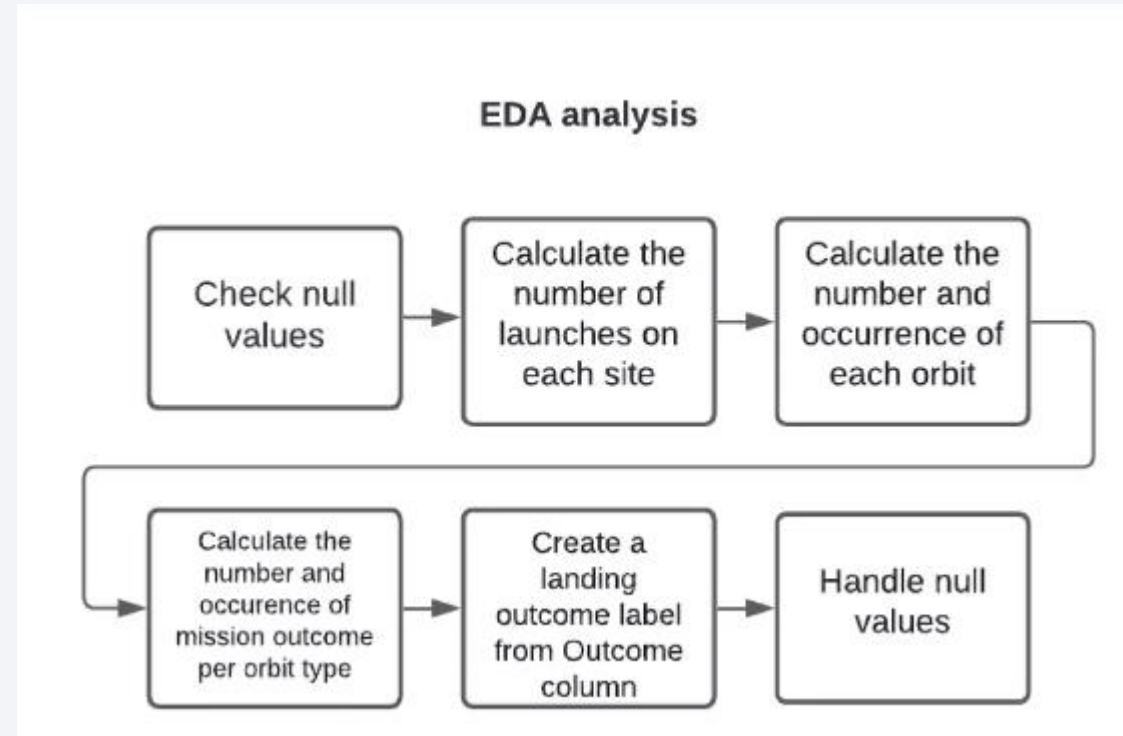 EDA analysis
Check null
values
Calculate the
number of
launches on
each site
Calculate the
number and
occurrence of
each orbit
Calculate the
number and
occurence of
mission outcome
per orbit type
Create a
landing
outcome label
from Outcome
column
Handle null
values